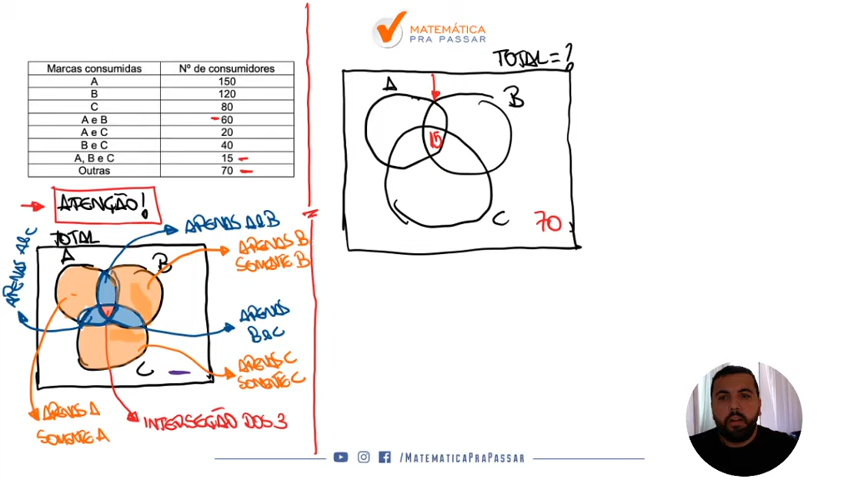 MATEMÁTICA
PRA PASSAR
Marcas consumidas Nº de consumidores
A 150
B 120
C 80
A e B 60
A e C 20
B e C 40
A, B e C 15
Outras 70
ATENÇÃO!
TOTAL
A
B
C
APENAS A e B
APENAS B
SOMENTE B
APENAS
B e C
APENAS C
SOMENTE C
INTERSEÇÃO DOS 3
APENAS A
SOMENTE A
APENAS A e C
TOTAL = ?
A
B
15
C
70
/MatematicaPraPassar